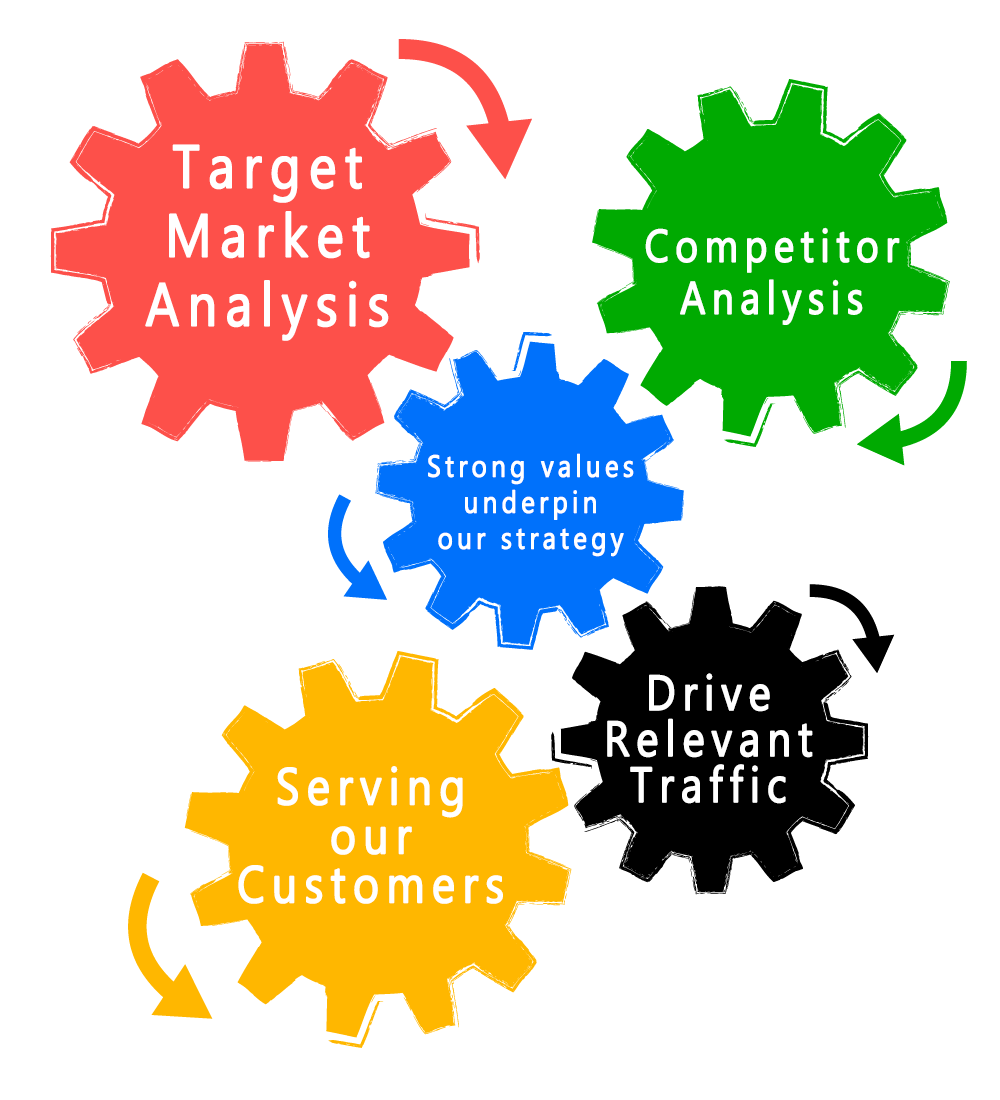 Target
Market
Analysis
Competitor
Analysis
Strong values
underpin
our strategy
Drive
Relevant
Traffic
Serving
our
Customers